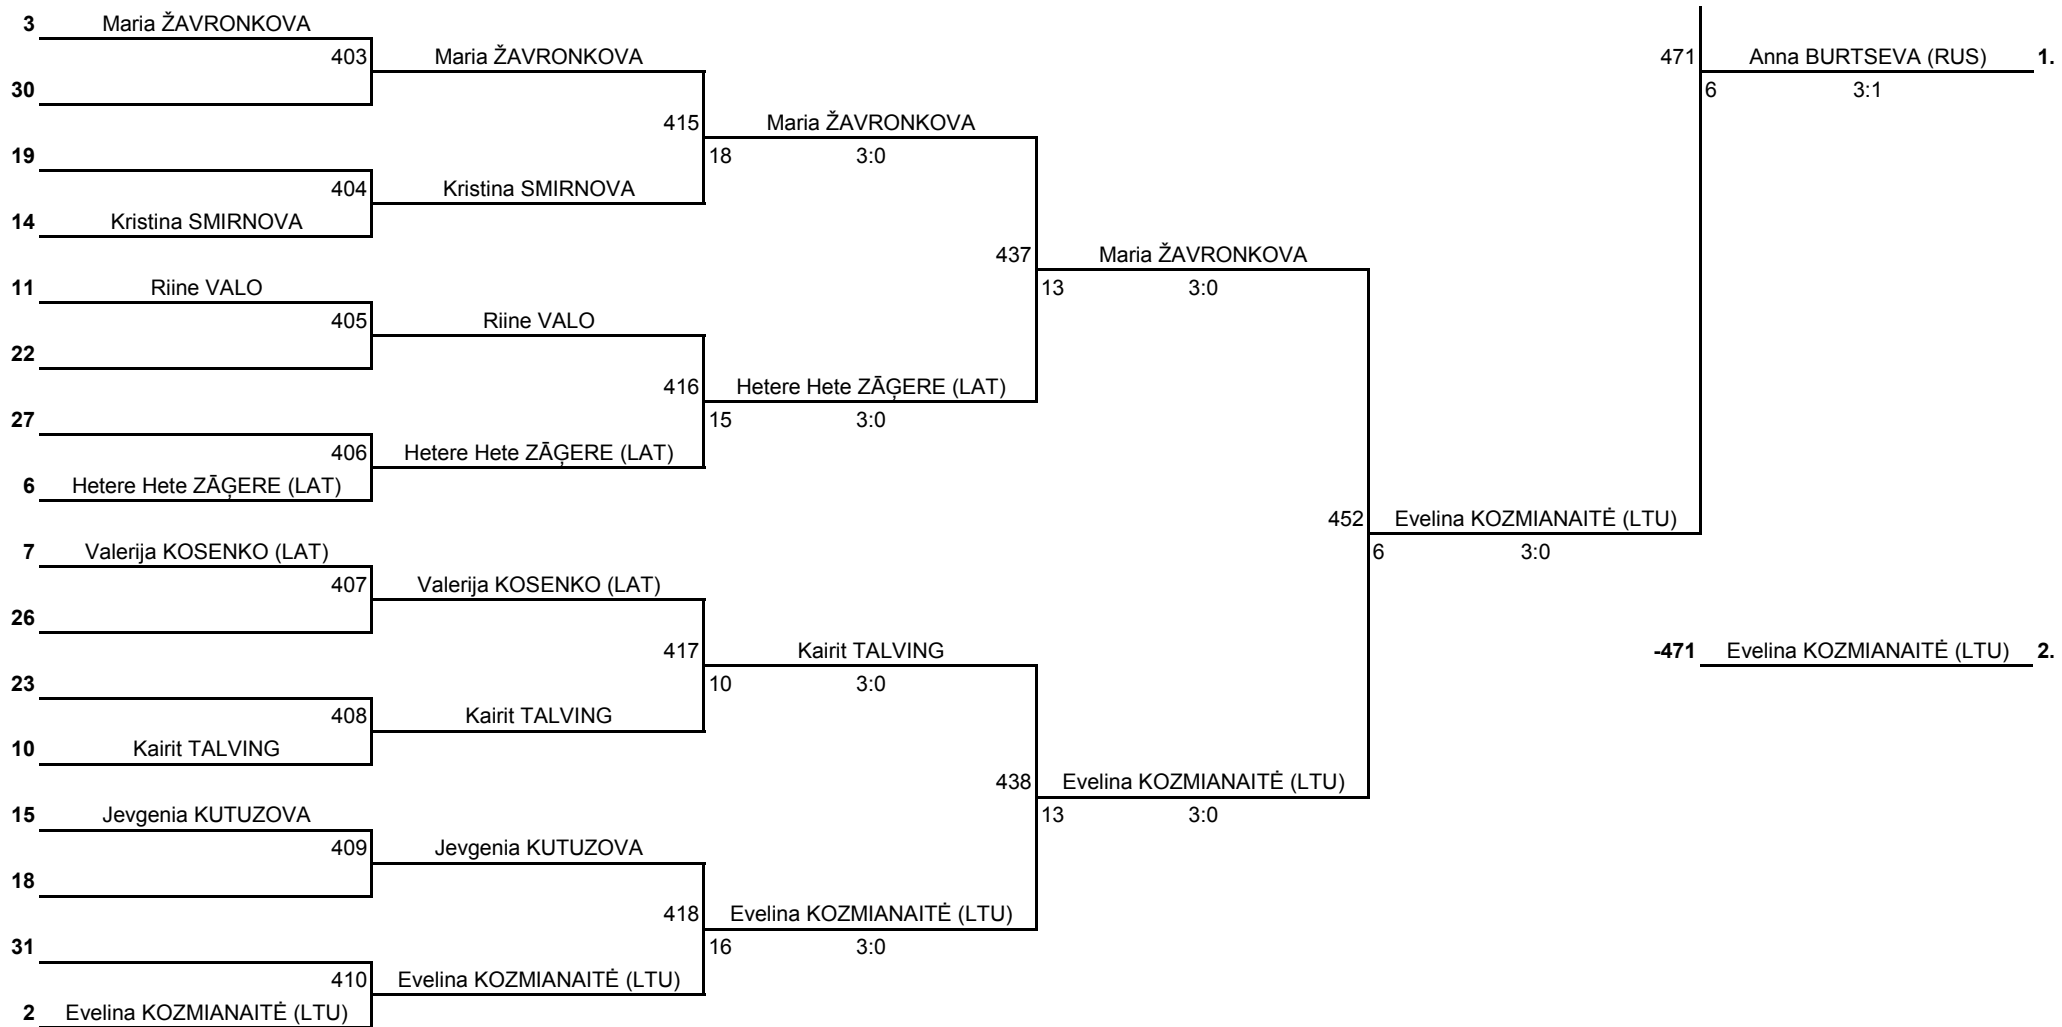 3 Maria ŽAVRONKOVA
403 Maria ŽAVRONKOVA 471 Anna BURTSEVA (RUS) 1.
30 6 3:1
415 Maria ŽAVRONKOVA
19 18 3:0
404 Kristina SMIRNOVA
14 Kristina SMIRNOVA
437 Maria ŽAVRONKOVA
11 Riine VALO 13 3:0
405 Riine VALO
22
416 Hetere Hete ZĀĢERE (LAT)
27 15 3:0
406 Hetere Hete ZĀĢERE (LAT)
6 Hetere Hete ZĀĢERE (LAT)
452 Evelina KOZMIANAITĖ (LTU)
7 Valerija KOSENKO (LAT) 6 3:0
407 Valerija KOSENKO (LAT)
26
417 Kairit TALVING -471 Evelina KOZMIANAITĖ (LTU) 2.
23 10 3:0
408 Kairit TALVING
10 Kairit TALVING
438 Evelina KOZMIANAITĖ (LTU)
15 Jevgenia KUTUZOVA 13 3:0
409 Jevgenia KUTUZOVA
18
418 Evelina KOZMIANAITĖ (LTU)
31 16 3:0
410 Evelina KOZMIANAITĖ (LTU)
2 Evelina KOZMIANAITĖ (LTU)